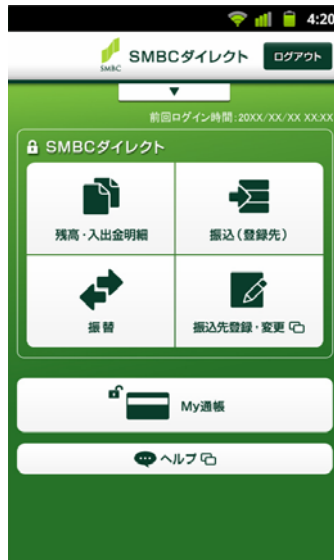 4:20
SMBC
SMBCダイレクト
ログアウト
▼
前回ログイン時間:20XX/XX/XX XX:XX
SMBCダイレクト
残高・入出金明細
振込(登録先)
振替
振込先登録・変更
My通帳
ヘルプ